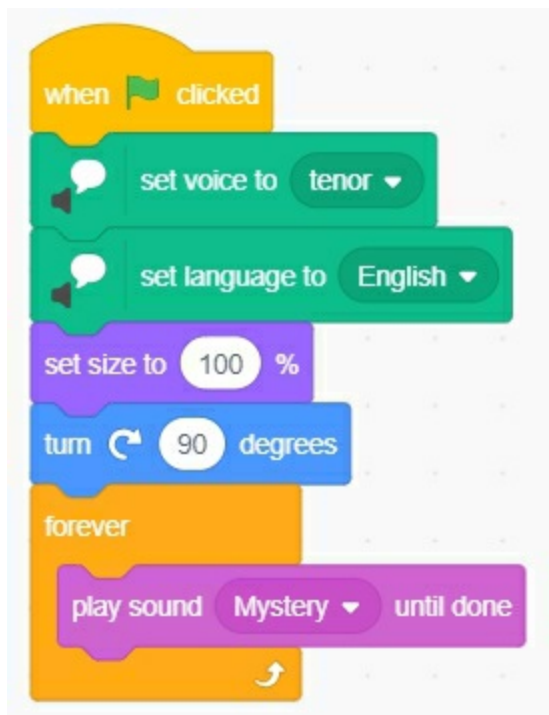 when clicked
set voice to tenor
set language to English
set size to 100 %
turn 90 degrees
forever
play sound Mystery until done